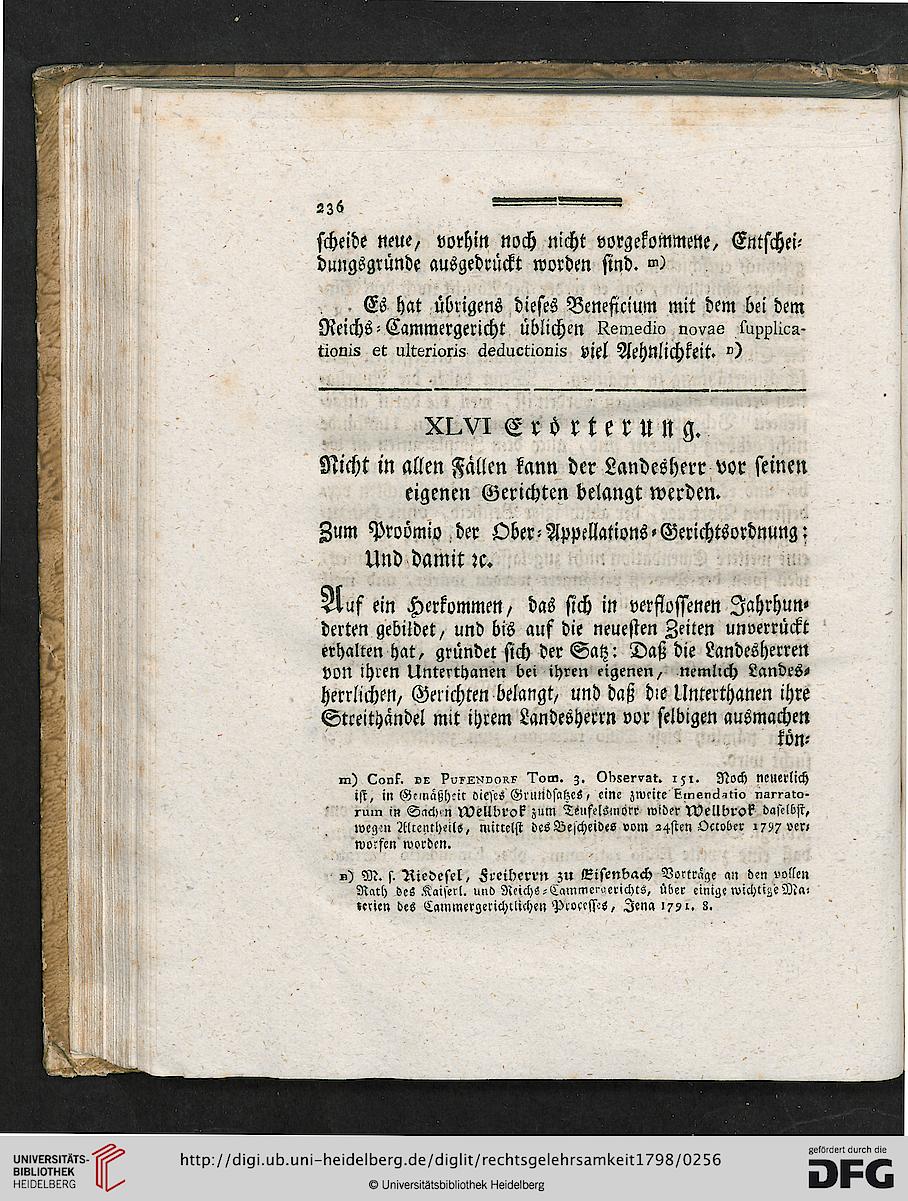 236
scheide neue, vorhin noch nicht vorgekommene, Entschei-
dungsgründe ausgedrückt worden sind. m)
Es hat übrigens dieses Beneficium mit dem bei dem
Reichs-Cammergericht üblichen Remedio novae supplica-
tionis et ulterioris deductionis viel Aehnlichkeit. n)
XLVI Erörterung.
Nicht in allen Fällen kann der Landesherr vor seinen
eigenen Gerichten belangt werden.
Zum Proömio der Ober-Appellations-Gerichtsordnung:
Und damit ꝛc.
Auf ein Herkommen, das sich in verflossenen Jahrhun-
derten gebildet, und bis auf die neuesten Zeiten unverrückt
erhalten hat, gründet sich der Satz: Daß die Landesherren
von ihren Unterthanen bei ihren eigenen, nemlich Landes-
herrlichen, Gerichten belangt, und daß die Unterthanen ihre
Streithändel mit ihrem Landesherrn vor selbigen ausmachen
kön-
m) Conf. DE PUFENDORF Tom. 3. Observat. 151. Noch neuerlich
ist, in Gemäßheit dieses Grundsatzes, eine zweite Emendatio narrato-
rum in Sachen Wellbrok zum Teufelsmorr wider Wellbrok daselbst,
wegen Altentheils, mittelst des Bescheides vom 24sten October 1797 ver-
worfen worden.
n) M. s. Riedesel, Freiherrn zu Eisenbach Vorträge an den vollen
Rath des Kaiserl. und Reichs-Cammergerichts, über einige wichtige Ma-
terien des Cammergerichtlichen Processes, Jena 1791. 8.
UNIVERSITÄTS-
BIBLIOTHEK
HEIDELBERG
http://digi.ub.uni-heidelberg.de/diglit/rechtsgelehrsamkeit1798/0256
© Universitätsbibliothek Heidelberg
gefördert durch die
DFG